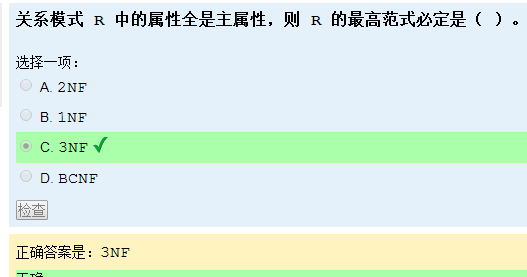 关系模式 R 中的属性全是主属性，则 R 的最高范式必定是（ ）。
选择一项：
A. 2NF
B. 1NF
C. 3NF ✓
D. BCNF
检查
正确答案是：3NF
正确